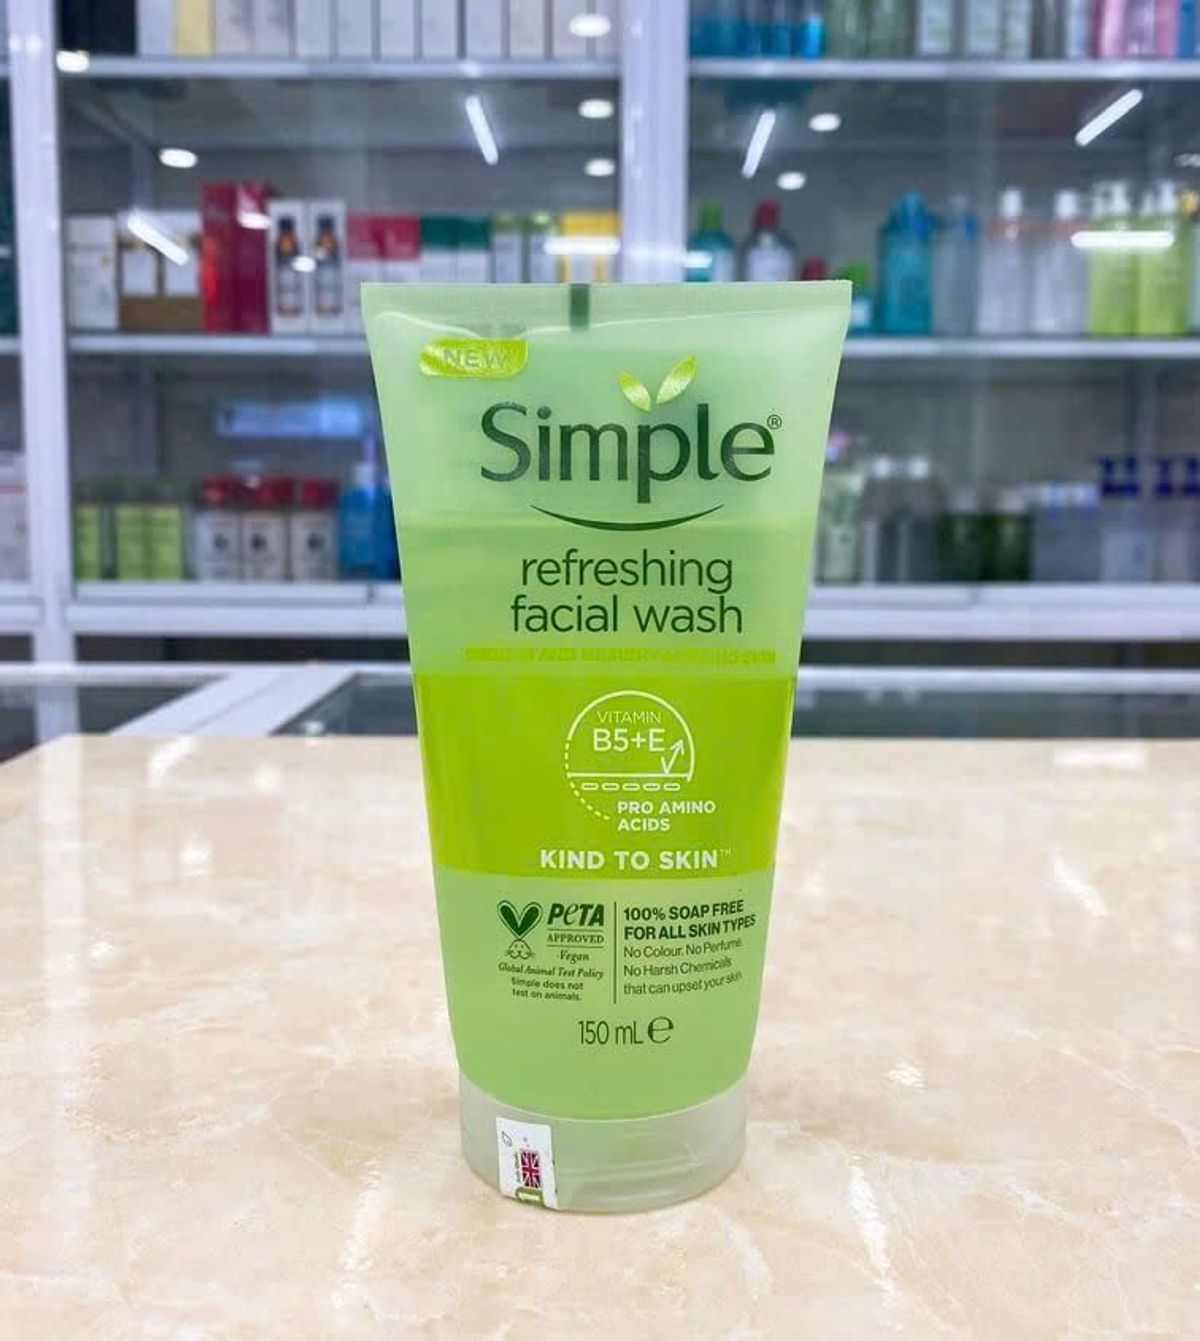 NEW
Simple®
refreshing
facial wash
VITAMIN
B5+E
PRO AMINO
ACIDS
KIND TO SKIN™
PETA
APPROVED
Vegan
Global Animal Test Policy
Simple does not
test on animals.
100% SOAP FREE
FOR ALL SKIN TYPES
No Colour. No Perfume.
No Harsh Chemicals
that can upset your skin
150 mL ℮